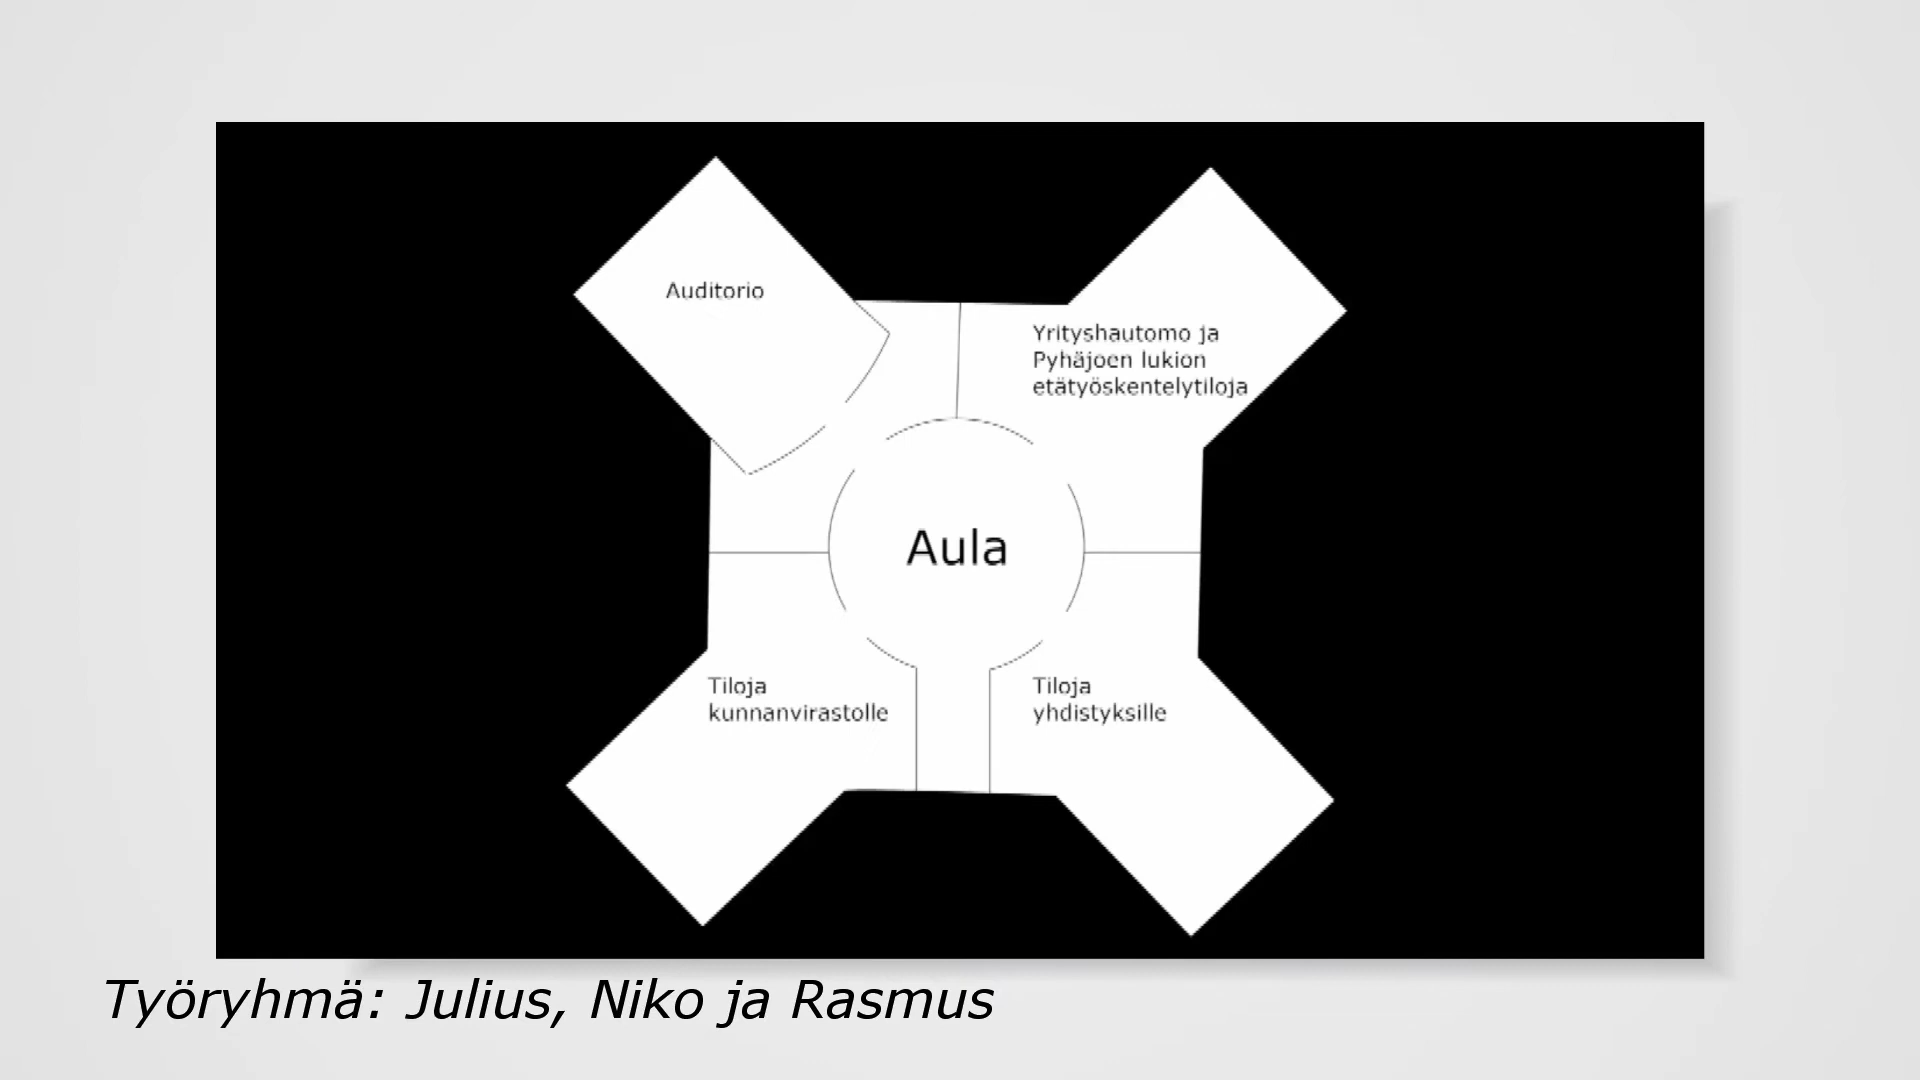 Auditorio
Yrityshautomo ja
Pyhäjoen lukion
etätyöskentelytiloja
Aula
Tiloja
kunnanvirastolle
Tiloja
yhdistyksille
Työryhmä: Julius, Niko ja Rasmus